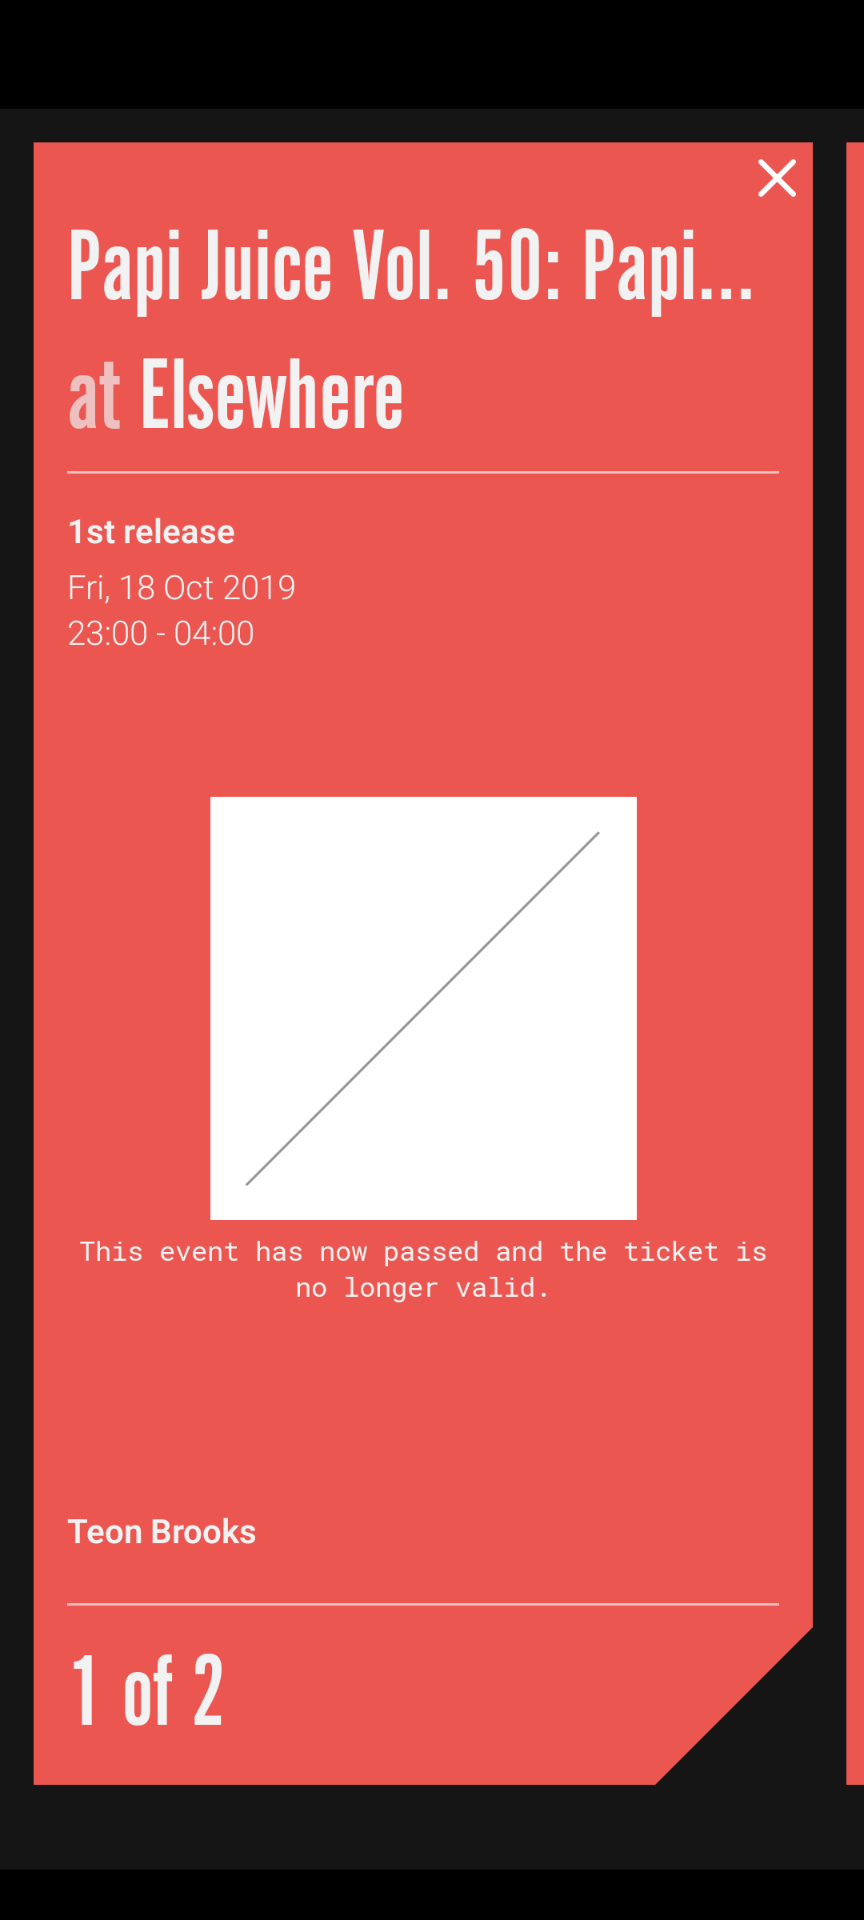 Papi Juice Vol. 50: Papi...
at Elsewhere
1st release
Fri, 18 Oct 2019
23:00 - 04:00
This event has now passed and the ticket is
no longer valid.
Teon Brooks
1 of 2